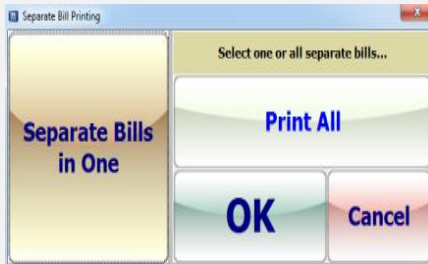 Separate Bill Printing
x
Select one or all separate bills...
Separate Bills
in One
Print All
OK
Cancel